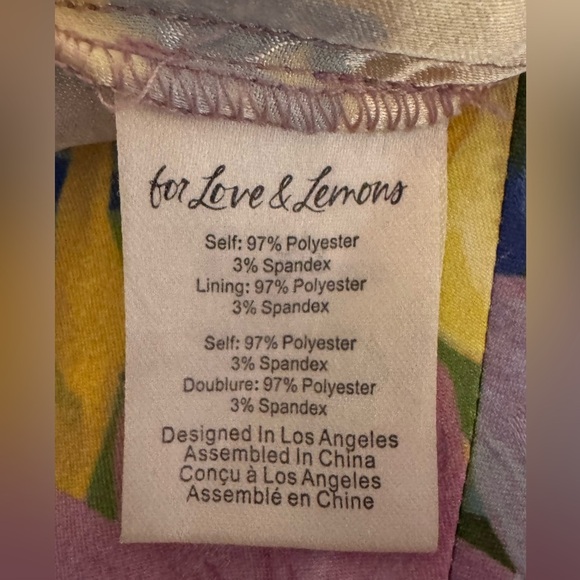 for Love & Lemons
Self: 97% Polyester
3% Spandex
Lining: 97% Polyester
3% Spandex
Self: 97% Polyester
3% Spandex
Doublure: 97% Polyester
3% Spandex
Designed In Los Angeles
Assembled In China
Conçu à Los Angeles
Assemblé en Chine